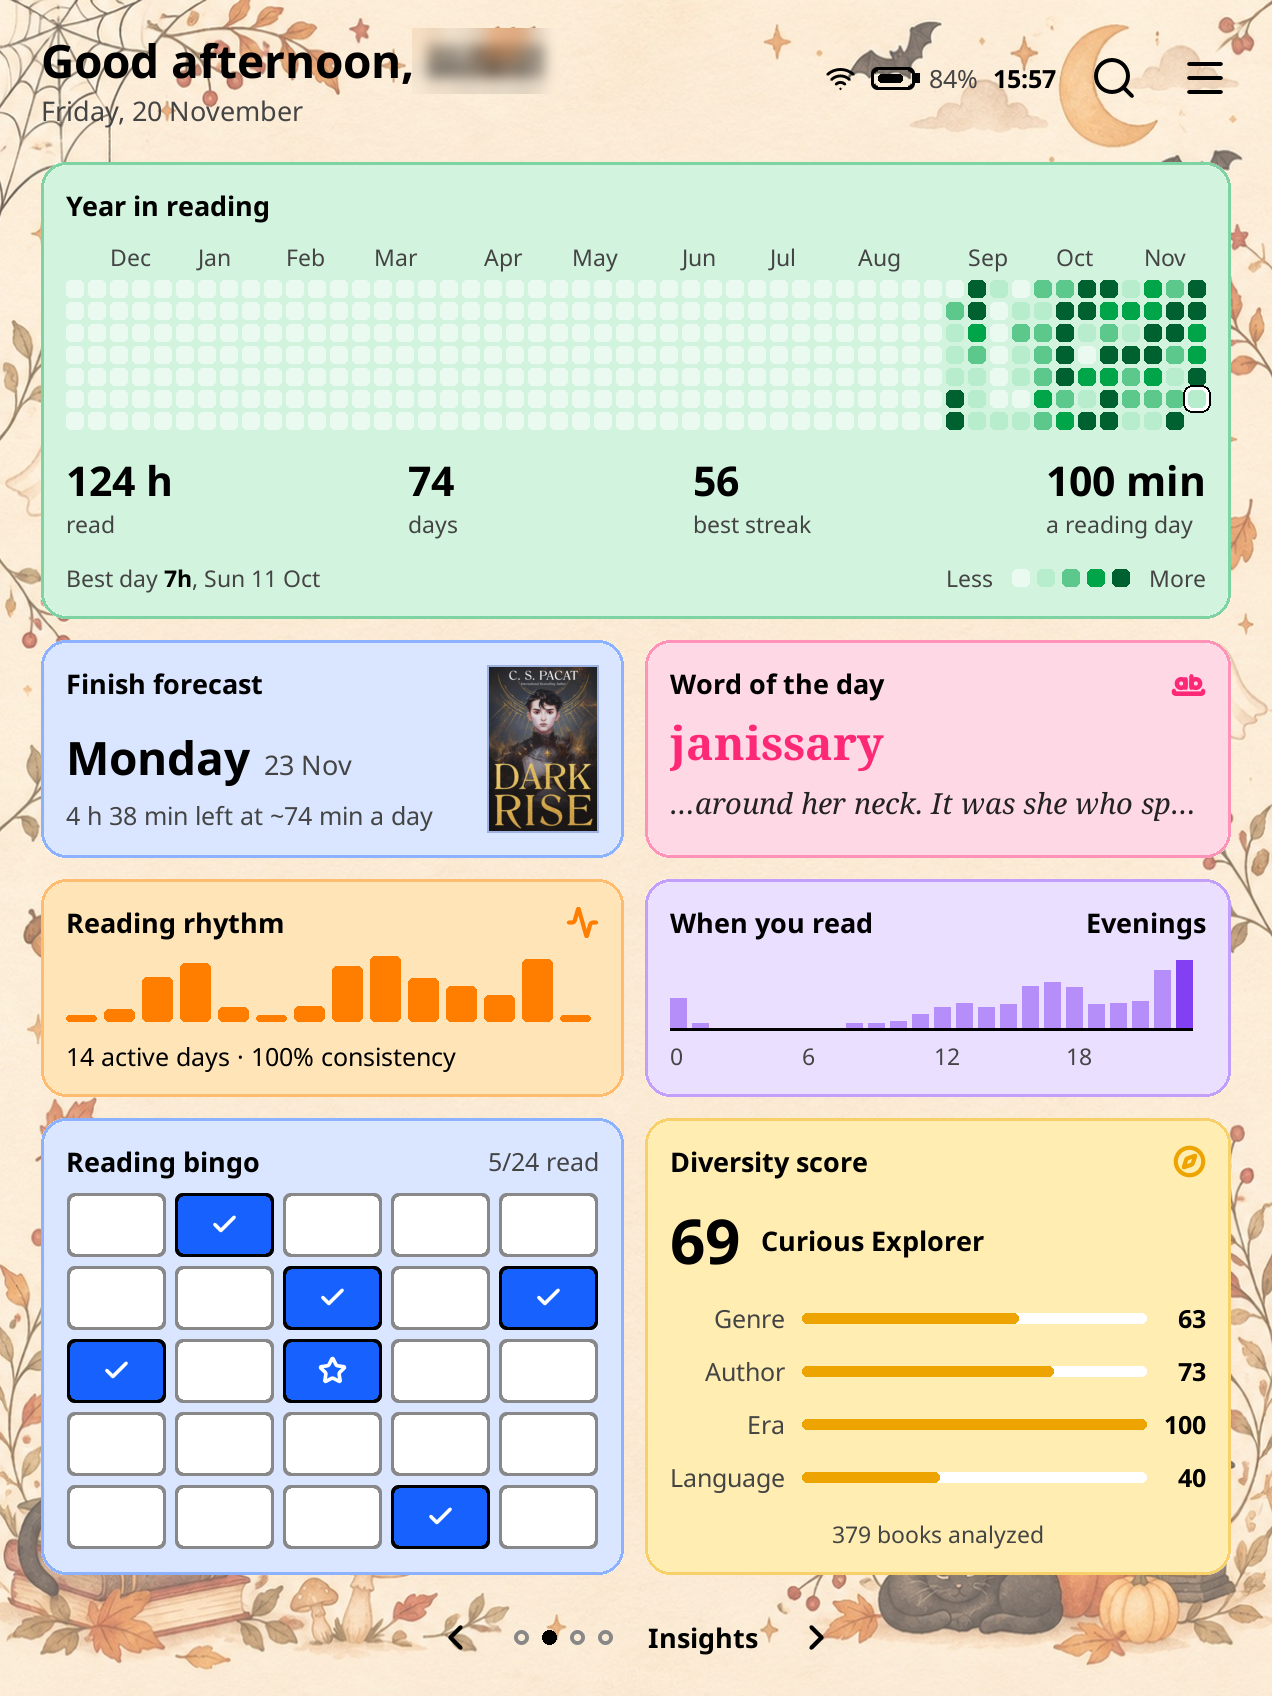 Good afternoon,
Friday, 20 November
84% 15:57
Year in reading
Dec Jan Feb Mar Apr May Jun Jul Aug Sep Oct Nov
124 h 74 56 100 min
read days best streak a reading day
Best day 7h, Sun 11 Oct
Less More
Finish forecast
Monday 23 Nov
4 h 38 min left at ~74 min a day
C. S. PACAT
DARK
RISE
Word of the day
ab
janissary
…around her neck. It was she who sp…
Reading rhythm
14 active days · 100% consistency
When you read Evenings
0 6 12 18
Reading bingo 5/24 read
Diversity score
69 Curious Explorer
Genre 63
Author 73
Era 100
Language 40
379 books analyzed
Insights